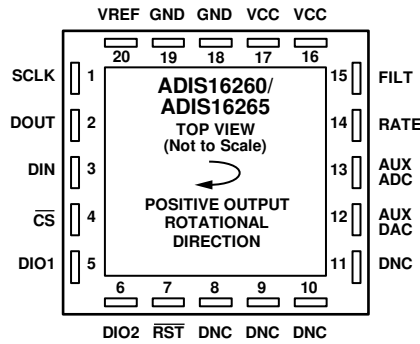 VREF GND GND VCC VCC
20 19 18 17 16
SCLK 1
DOUT 2
DIN 3
CS 4
DIO1 5
ADIS16260/
ADIS16265
TOP VIEW
(Not to Scale)
POSITIVE OUTPUT
ROTATIONAL
DIRECTION
15 FILT
14 RATE
13 AUX
ADC
12 AUX
DAC
11 DNC
6 7 8 9 10
DIO2 RST DNC DNC DNC